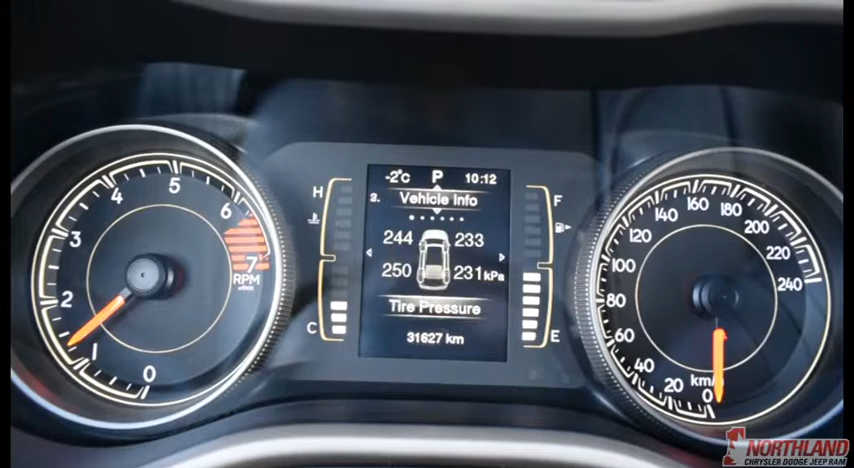 -2°C P 10:12
2. Vehicle Info
244 233
250 231 kPa
Tire Pressure
31627 km
H
C
F
E
0
1
2
3
4
5
6
7
RPM
0
20
40
60
80
100
120
140
160
180
200
220
240
km/
NORTHLAND
CHRYSLER DODGE JEEP RAM